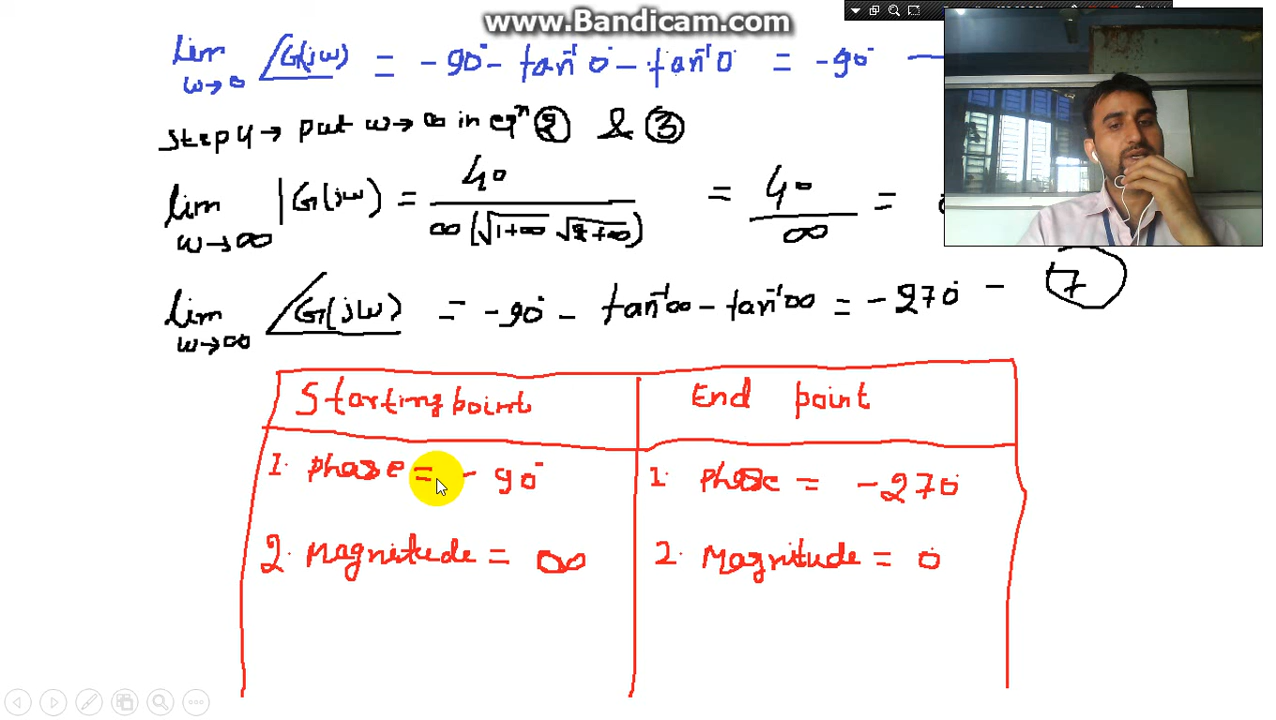 www.Bandicam.com
lim ω→0 ∠G(jω) = -90° - tan⁻¹0 - tan⁻¹0 = -90° -
Step 4 → put ω→∞ in eqⁿ ② & ③
lim ω→∞ |G(jω) = 40 / ∞(√1+∞ √2+∞) = 40 / ∞ =
lim ω→∞ ∠G(jω) = -90° - tan⁻¹∞ - tan⁻¹∞ = -270° - ⑦
Starting point End point
1. Phase = -90° 1. Phase = -270°
2. Magnitude = ∞ 2. Magnitude = 0